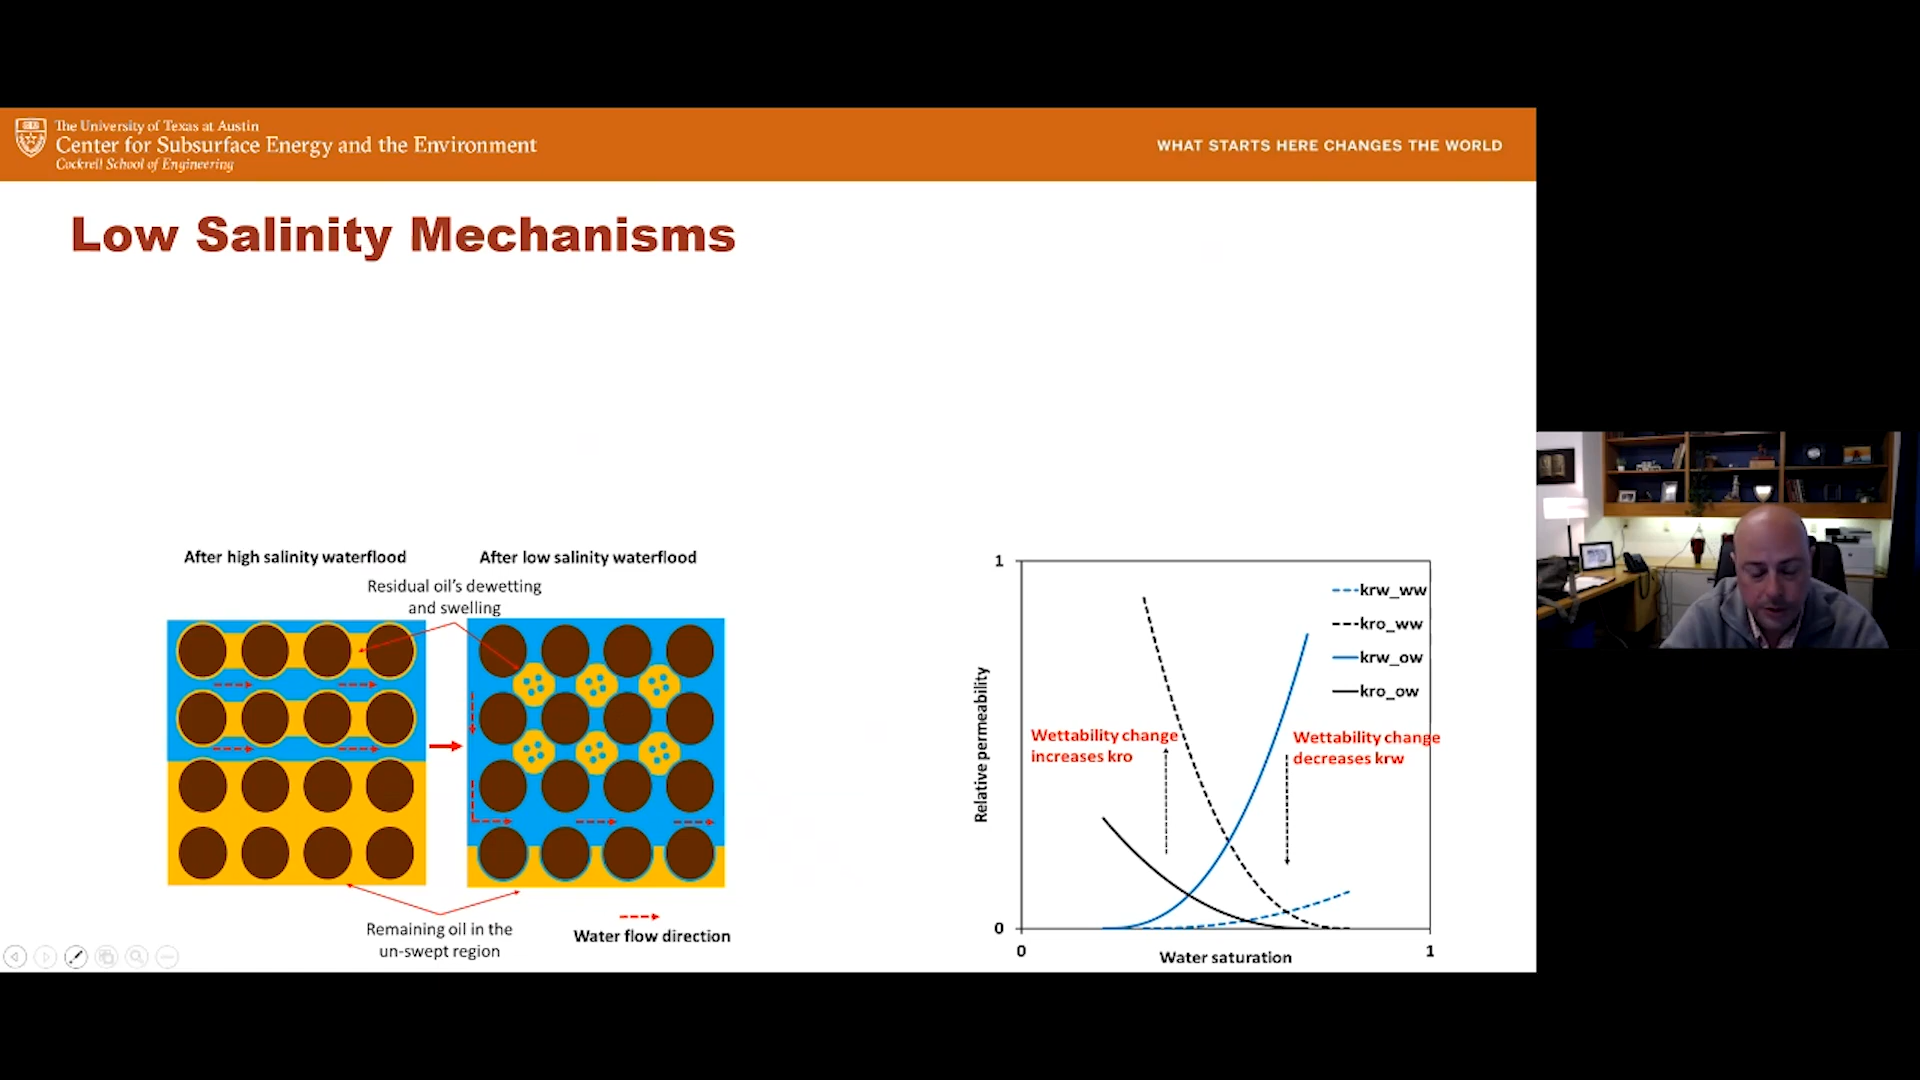 The University of Texas at Austin
Center for Subsurface Energy and the Environment
Cockrell School of Engineering
WHAT STARTS HERE CHANGES THE WORLD
Low Salinity Mechanisms
After high salinity waterflood
After low salinity waterflood
Residual oil's dewetting
and swelling
Remaining oil in the
un-swept region
Water flow direction
1
krw_ww
kro_ww
krw_ow
kro_ow
Relative permeability
Wettability change
increases kro
Wettability change
decreases krw
0
0
1
Water saturation